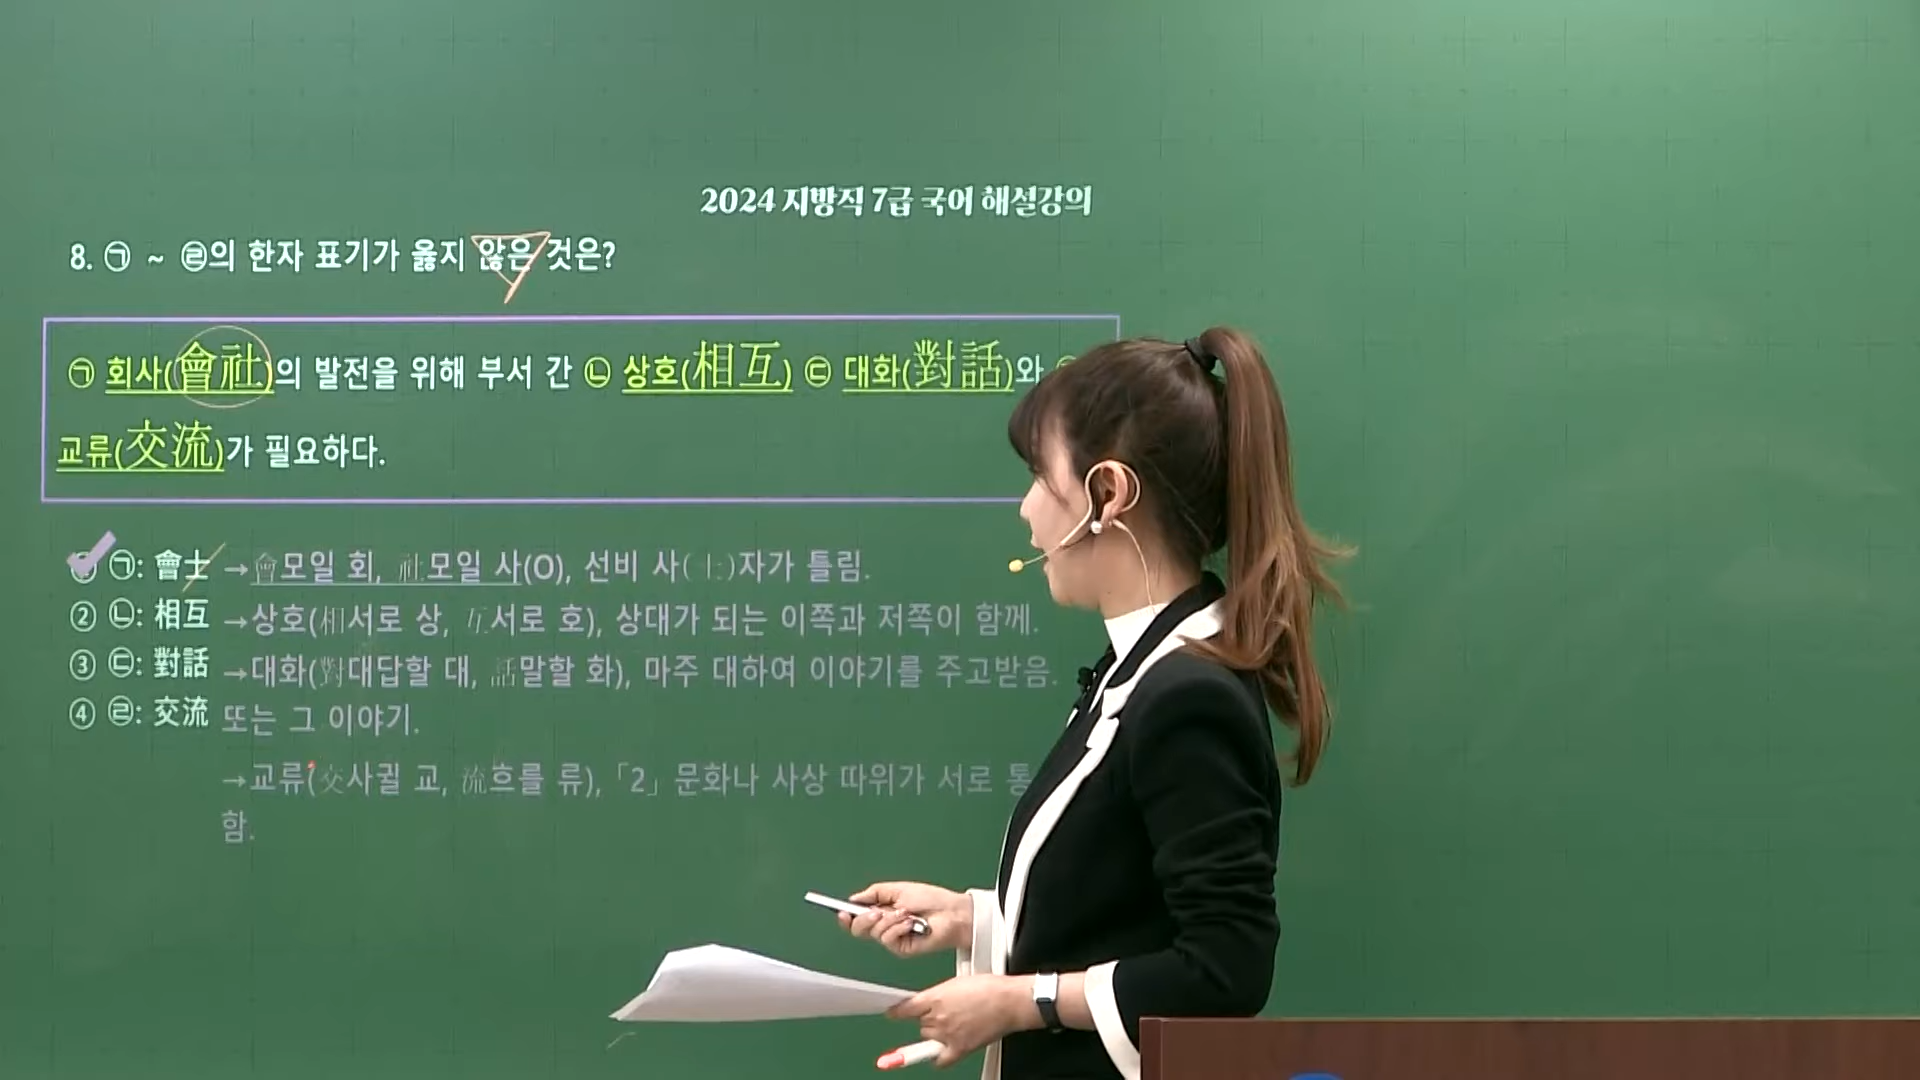 2024 지방직 7급 국어 해설강의
8. ㉠ ~ ㉣의 한자 표기가 옳지 않은 것은?
㉠ 회사(會社)의 발전을 위해 부서 간 ㉡ 상호(相互) ㉢ 대화(對話)와
교류(交流)가 필요하다.
㉠: 會士 →會모일 회, 社모일 사(O), 선비 사(士)자가 틀림.
② ㉡: 相互 →상호(相서로 상, 互서로 호), 상대가 되는 이쪽과 저쪽이 함께.
③ ㉢: 對話 →대화(對대답할 대, 話말할 화), 마주 대하여 이야기를 주고받음.
④ ㉣: 交流 또는 그 이야기.
→교류(交사귈 교, 流흐를 류),「2」문화나 사상 따위가 서로 통
함.